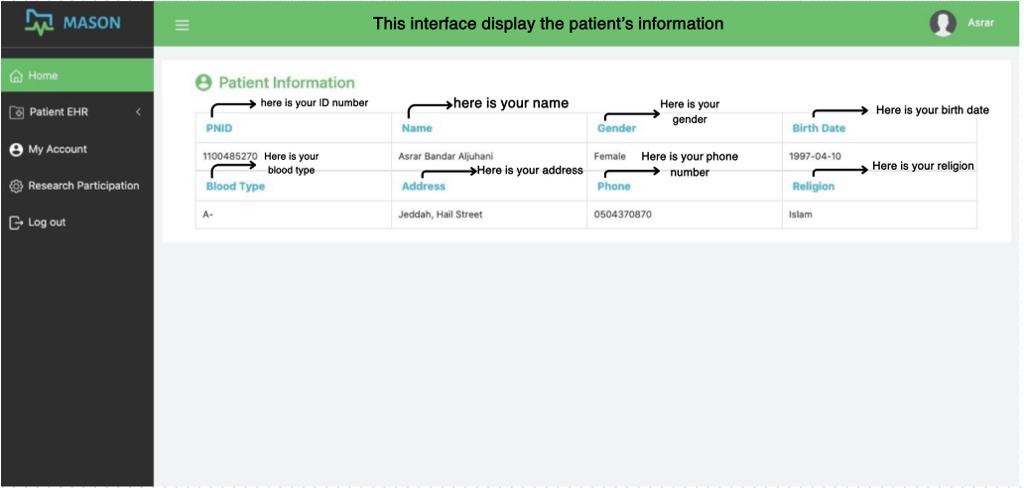 MASON
This interface display the patient's information
Asrar
Home
Patient EHR
My Account
Research Participation
Log out
Patient Information
here is your ID number
here is your name
Here is your
gender
Here is your birth date
PNID
Name
Gender
Birth Date
1100485270
Asrar Bandar Aljuhani
Female
1997-04-10
Here is your
blood type
Here is your address
Here is your phone
number
Here is your religion
Blood Type
Address
Phone
Religion
A-
Jeddah, Hail Street
0504370870
Islam